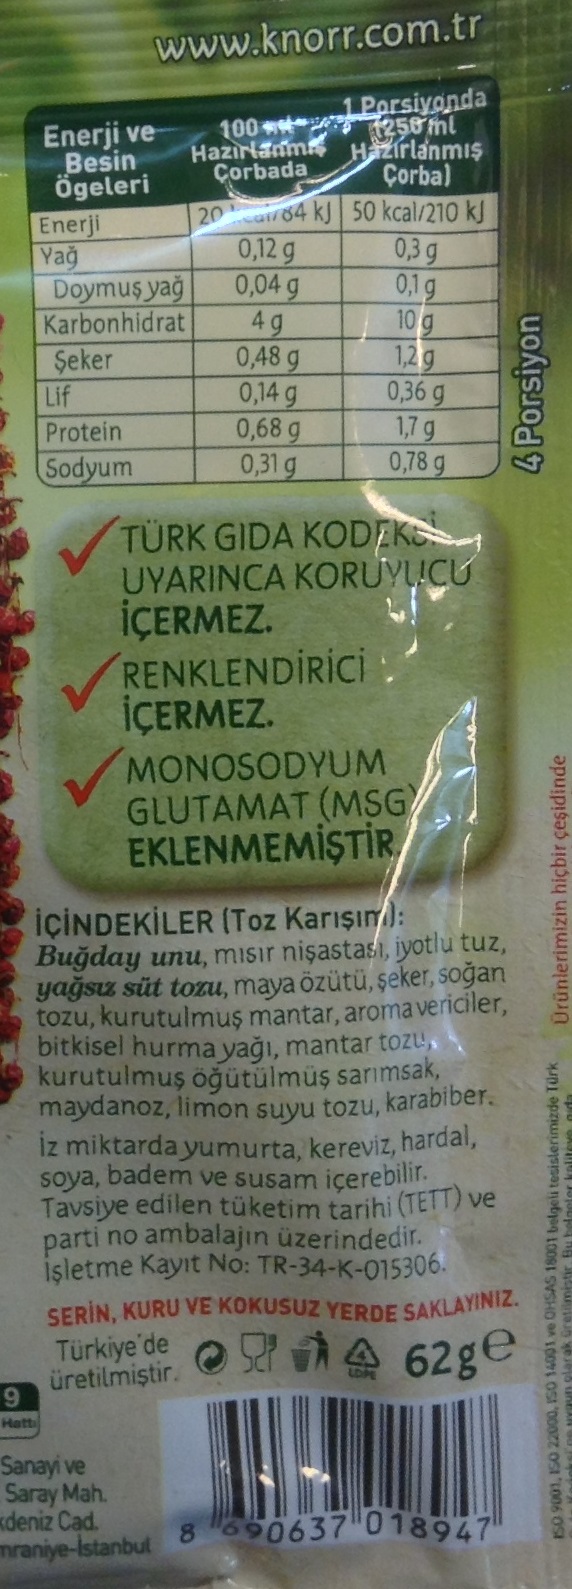 www.knorr.com.tr
Enerji ve Besin Ögeleri | 100 Hazırlanmış Çorbada | 1 Porsiyonda (250 ml Hazırlanmış Çorba)
Enerji | 20 kcal/84 kJ | 50 kcal/210 kJ
Yağ | 0,12 g | 0,3 g
Doymuş yağ | 0,04 g | 0,1 g
Karbonhidrat | 4 g | 10 g
Şeker | 0,48 g | 1,2 g
Lif | 0,14 g | 0,36 g
Protein | 0,68 g | 1,7 g
Sodyum | 0,31 g | 0,78 g
4 Porsiyon
TÜRK GIDA KODEKSİ
UYARINCA KORUYUCU
İÇERMEZ.
RENKLENDİRİCİ
İÇERMEZ.
MONOSODYUM
GLUTAMAT (MSG)
EKLENMEMİŞTİR.
İÇİNDEKİLER (Toz Karışım):
Buğday unu, mısır nişastası, iyotlu tuz,
yağsız süt tozu, maya özütü, şeker, soğan
tozu, kurutulmuş mantar, aroma vericiler,
bitkisel hurma yağı, mantar tozu,
kurutulmuş öğütülmüş sarımsak,
maydanoz, limon suyu tozu, karabiber.
İz miktarda yumurta, kereviz, hardal,
soya, badem ve susam içerebilir.
Tavsiye edilen tüketim tarihi (TETT) ve
parti no ambalajın üzerindedir.
İşletme Kayıt No: TR-34-K-015306.
SERİN, KURU VE KOKUSUZ YERDE SAKLAYINIZ.
Türkiye'de
üretilmiştir.
62g e
8 690637 018947
9
Hattı
Sanayi ve
Saray Mah.
deniz Cad.
mraniye-İstanbul
Ürünlerimizin hiçbir çeşidinde
ISO 9001, ISO 22000, ISO 14001 ve OHSAS 18001 belgeli tesislerimizde Türk